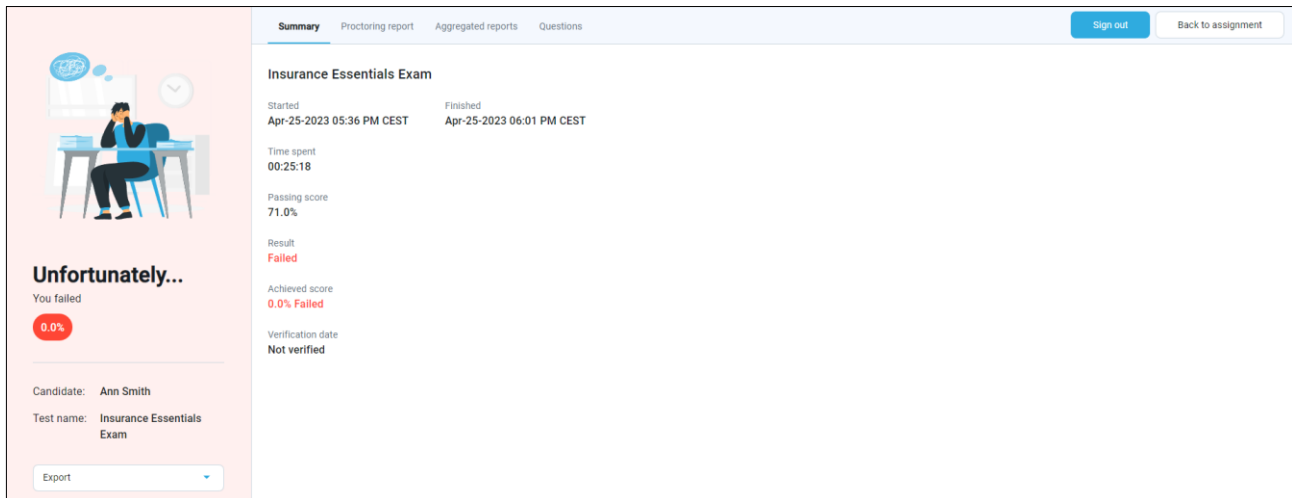 Summary Proctoring report Aggregated reports Questions Sign out Back to assignment
Insurance Essentials Exam
Started Finished
Apr-25-2023 05:36 PM CEST Apr-25-2023 06:01 PM CEST
Time spent
00:25:18
Passing score
71.0%
Result
Failed
Achieved score
0.0% Failed
Verification date
Not verified
Unfortunately...
You failed
0.0%
Candidate: Ann Smith
Test name: Insurance Essentials
Exam
Export